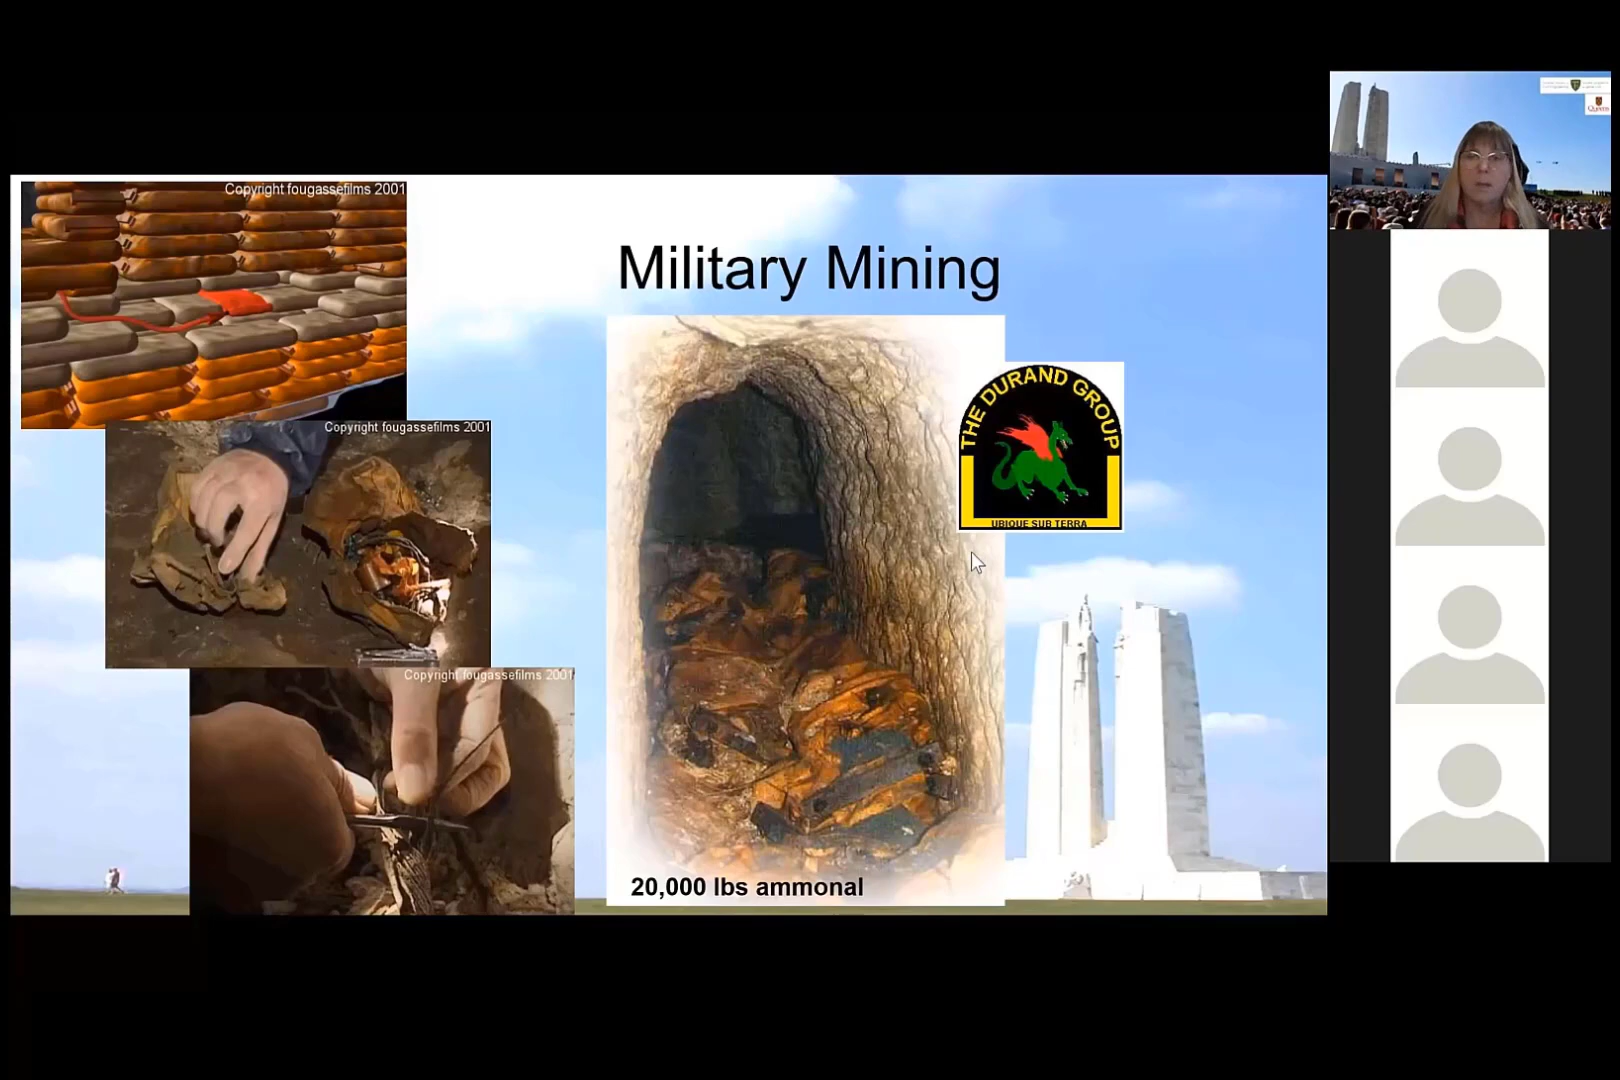 Copyright fougassefilms 2001
Military Mining
THE DURAND GROUP
UBIQUE SUB TERRA
Copyright fougassefilms 2001
Copyright fougassefilms 2001
20,000 lbs ammonal
Queens